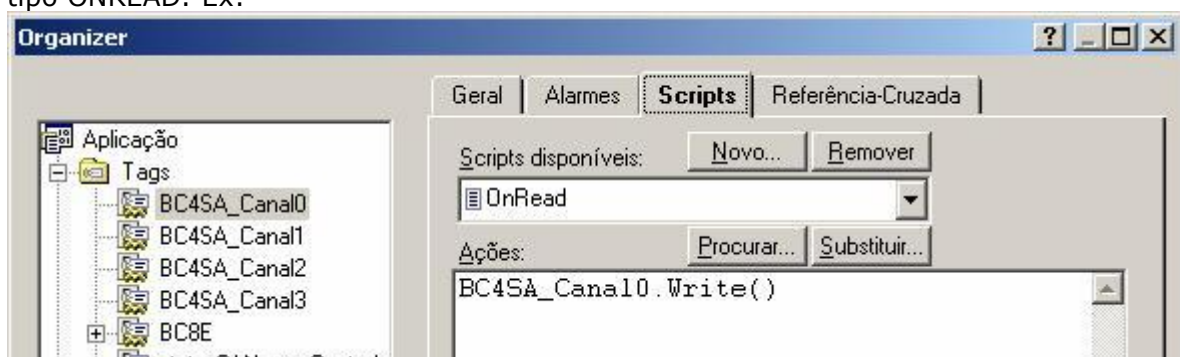 tipo ONREAD. Ex:
Organizer
Geral Alarmes Scripts Referência-Cruzada
Aplicação
Tags
BC4SA_Canal0
BC4SA_Canal1
BC4SA_Canal2
BC4SA_Canal3
BC8E
Scripts disponíveis: Novo... Remover
OnRead
Ações: Procurar... Substituir...
BC4SA_Canal0.Write()